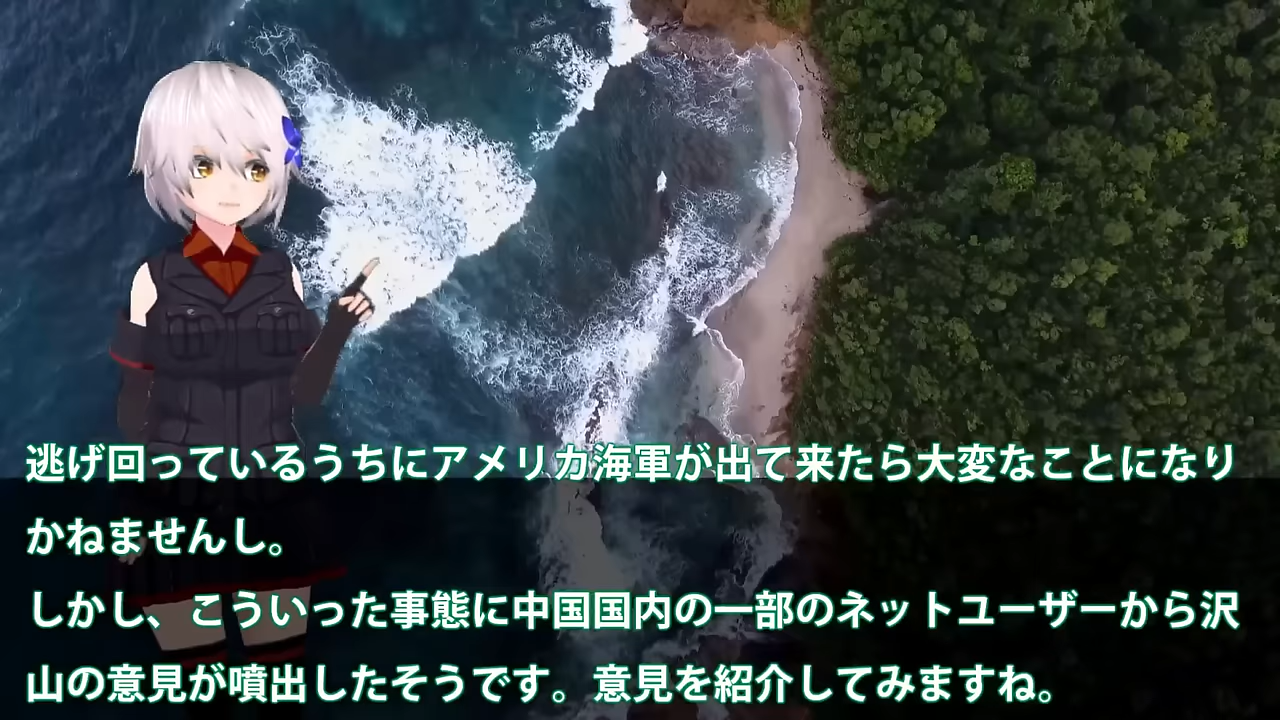 逃げ回っているうちにアメリカ海軍が出て来たら大変なことになり
かねませんし。
しかし、こういった事態に中国国内の一部のネットユーザーから沢
山の意見が噴出したそうです。意見を紹介してみますね。